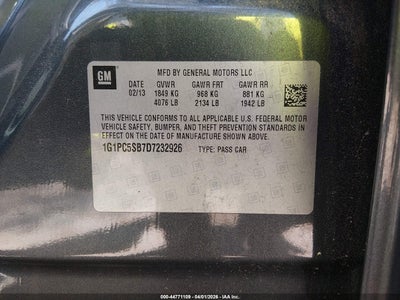 GM
MFD BY GENERAL MOTORS LLC
DATE GVWR GAWR FRT GAWR RR
02/13 1849 KG 968 KG 881 KG
4076 LB 2134 LB 1942 LB
THIS VEHICLE CONFORMS TO ALL APPLICABLE U.S. FEDERAL MOTOR
VEHICLE SAFETY, BUMPER, AND THEFT PREVENTION STANDARDS
IN EFFECT ON THE DATE OF MANUFACTURE SHOWN ABOVE.
1G1PC5SB7D7232926 TYPE: PASS CAR
000-44771109 - 04/01/2026 - IAA Inc.